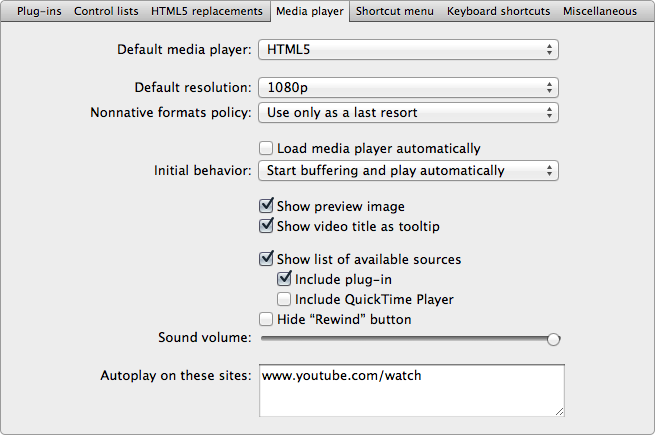 Plug-ins Control lists HTML5 replacements Media player Shortcut menu Keyboard shortcuts Miscellaneous
Default media player: HTML5
Default resolution: 1080p
Nonnative formats policy: Use only as a last resort
Load media player automatically
Initial behavior: Start buffering and play automatically
Show preview image
Show video title as tooltip
Show list of available sources
Include plug-in
Include QuickTime Player
Hide “Rewind” button
Sound volume:
Autoplay on these sites: www.youtube.com/watch